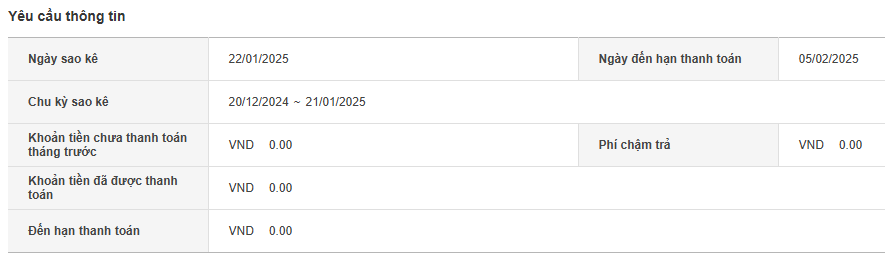 Yêu cầu thông tin
Ngày sao kê 22/01/2025 Ngày đến hạn thanh toán 05/02/2025
Chu kỳ sao kê 20/12/2024 ~ 21/01/2025
Khoản tiền chưa thanh toán
tháng trước VND 0.00 Phí chậm trả VND 0.00
Khoản tiền đã được thanh
toán VND 0.00
Đến hạn thanh toán VND 0.00